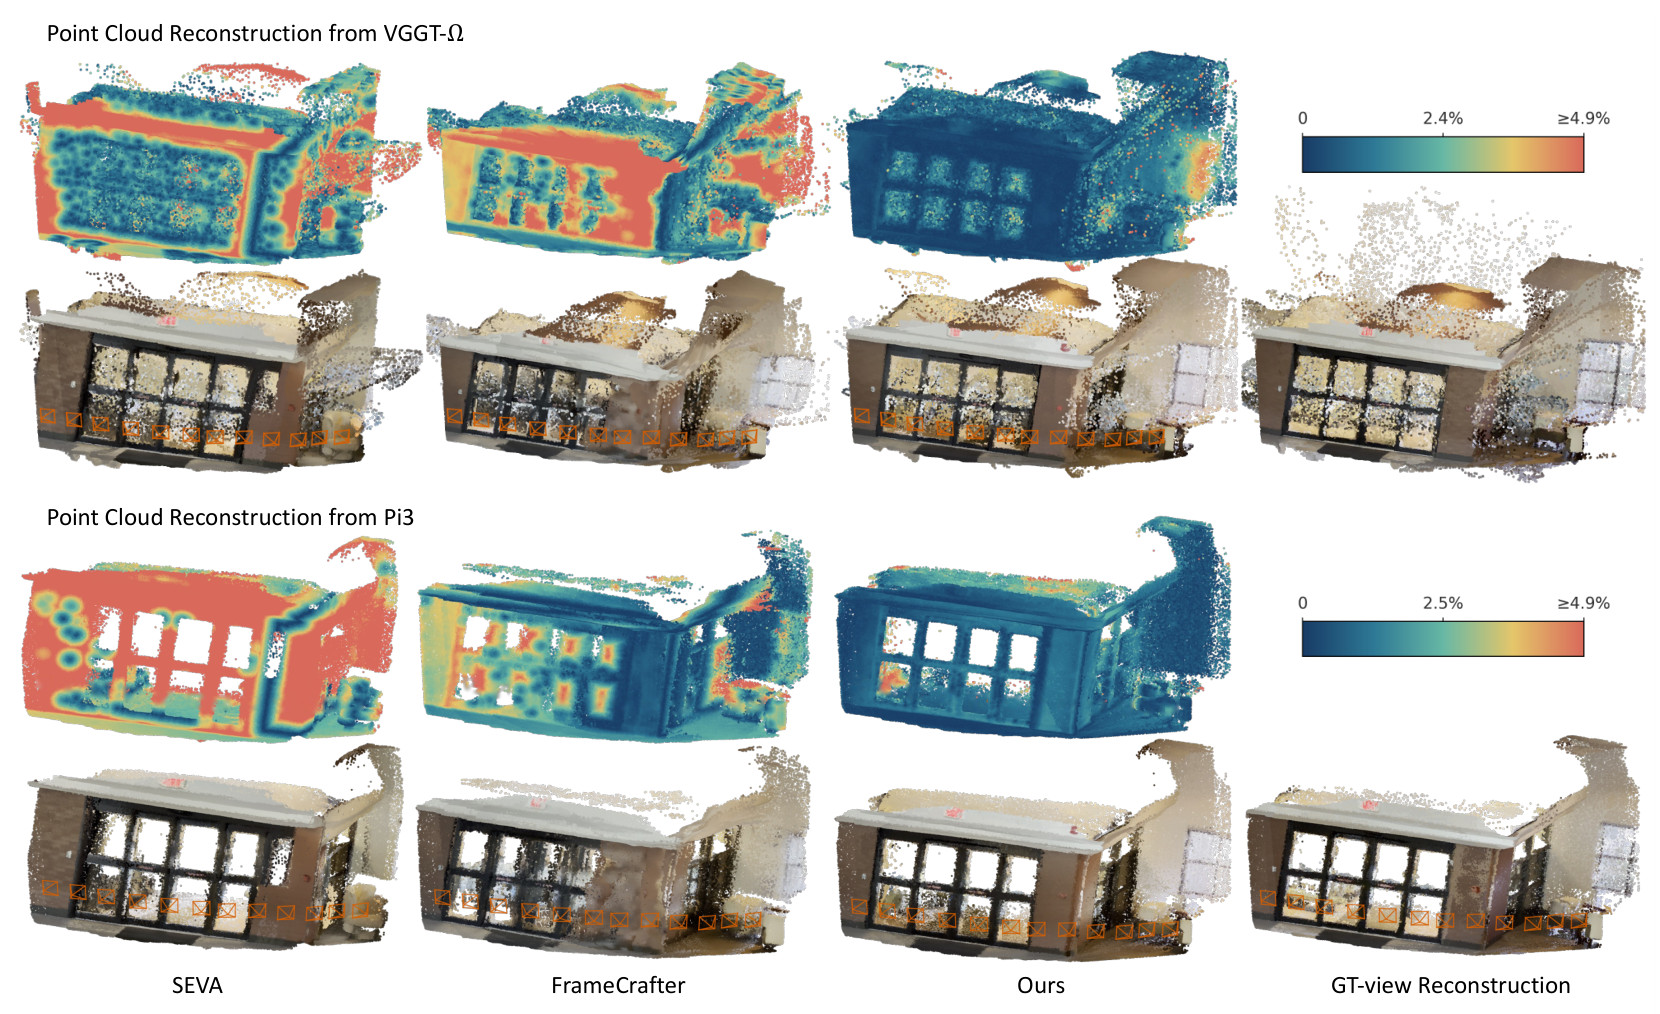 Point Cloud Reconstruction from VGGT-Ω
0 2.4% ≥4.9%
Point Cloud Reconstruction from Pi3
0 2.5% ≥4.9%
SEVA FrameCrafter Ours GT-view Reconstruction